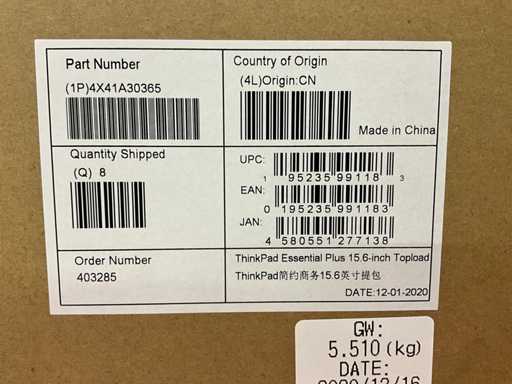 Part Number
(1P)4X41A30365
Country of Origin
(4L)Origin:CN
Made in China
Quantity Shipped
(Q) 8
UPC:
1 95235 99118 3
EAN:
0 195235 991183
JAN:
4 580551 277138
Order Number
403285
ThinkPad Essential Plus 15.6-inch Topload
ThinkPad简约商务15.6英寸提包
DATE:12-01-2020
GW:
5.510(kg)
DATE:
2020/12/16